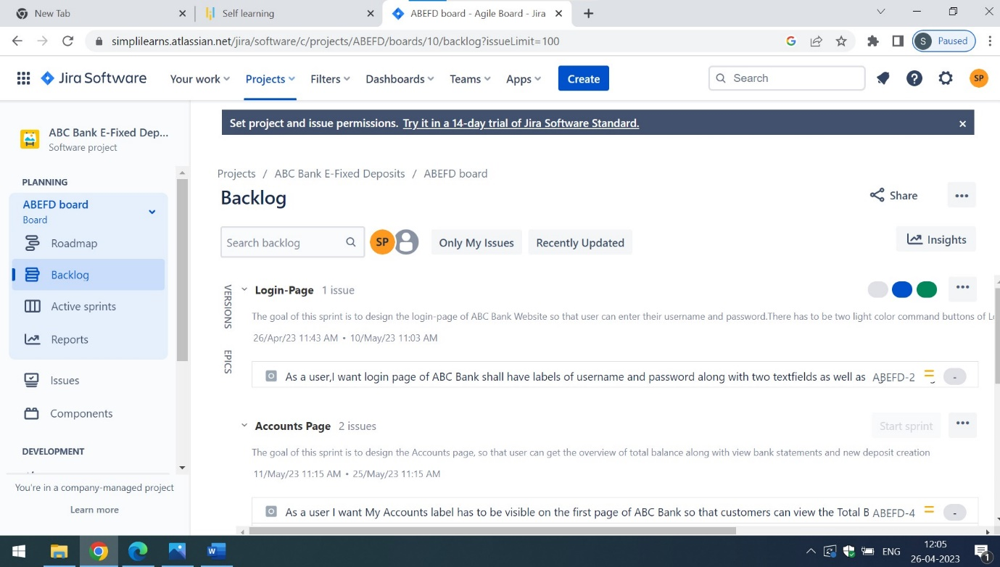 New Tab
Self learning
ABEFD board - Agile Board - Jira
simplilearns.atlassian.net/jira/software/c/projects/ABEFD/boards/10/backlog?issueLimit=100
S Paused
Jira Software
Your work
Projects
Filters
Dashboards
Teams
Apps
Create
Search
SP
ABC Bank E-Fixed Dep...
Software project
Set project and issue permissions. Try it in a 14-day trial of Jira Software Standard.
PLANNING
ABEFD board
Board
Roadmap
Backlog
Active sprints
Reports
Issues
Components
DEVELOPMENT
You're in a company-managed project
Learn more
Projects / ABC Bank E-Fixed Deposits / ABEFD board
Backlog
Share
Search backlog
SP
Only My Issues
Recently Updated
Insights
VERSIONS
EPICS
Login-Page 1 issue
The goal of this sprint is to design the login-page of ABC Bank Website so that user can enter their username and password.There has to be two light color command buttons of
26/Apr/23 11:43 AM • 10/May/23 11:03 AM
As a user,I want login page of ABC Bank shall have labels of username and password along with two textfields as well as ABEFD-2 -
Accounts Page 2 issues
Start sprint
The goal of this sprint is to design the Accounts page, so that user can get the overview of total balance along with view bank statements and new deposit creation
11/May/23 11:15 AM • 25/May/23 11:15 AM
As a user I want My Accounts label has to be visible on the first page of ABC Bank so that customers can view the Total B ABEFD-4 -
ENG
12:05
26-04-2023
1